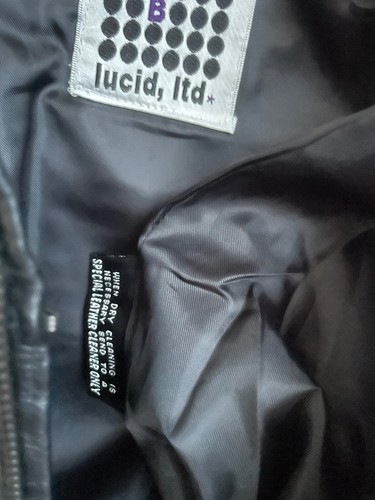 B
lucid, ltd*
WHEN DRY CLEANING IS
NECESSARY SEND TO A
SPECIAL LEATHER CLEANER ONLY